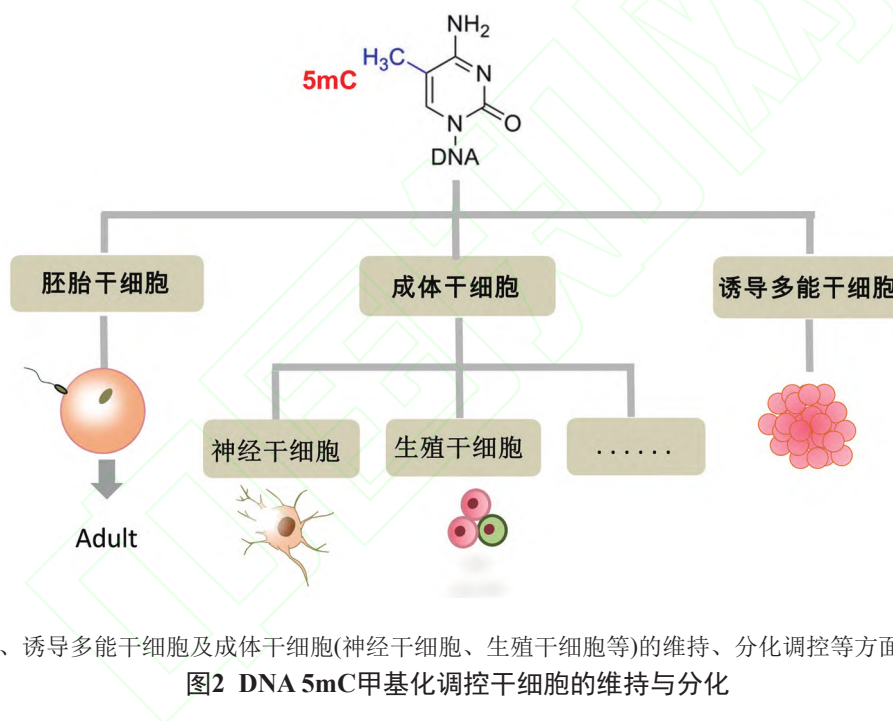 NH2
H3C
5mC
N
N
O
DNA
胚胎干细胞
成体干细胞
诱导多能干细胞
神经干细胞
生殖干细胞
......
Adult
、诱导多能干细胞及成体干细胞(神经干细胞、生殖干细胞等)的维持、分化调控等方面
图2 DNA 5mC甲基化调控干细胞的维持与分化